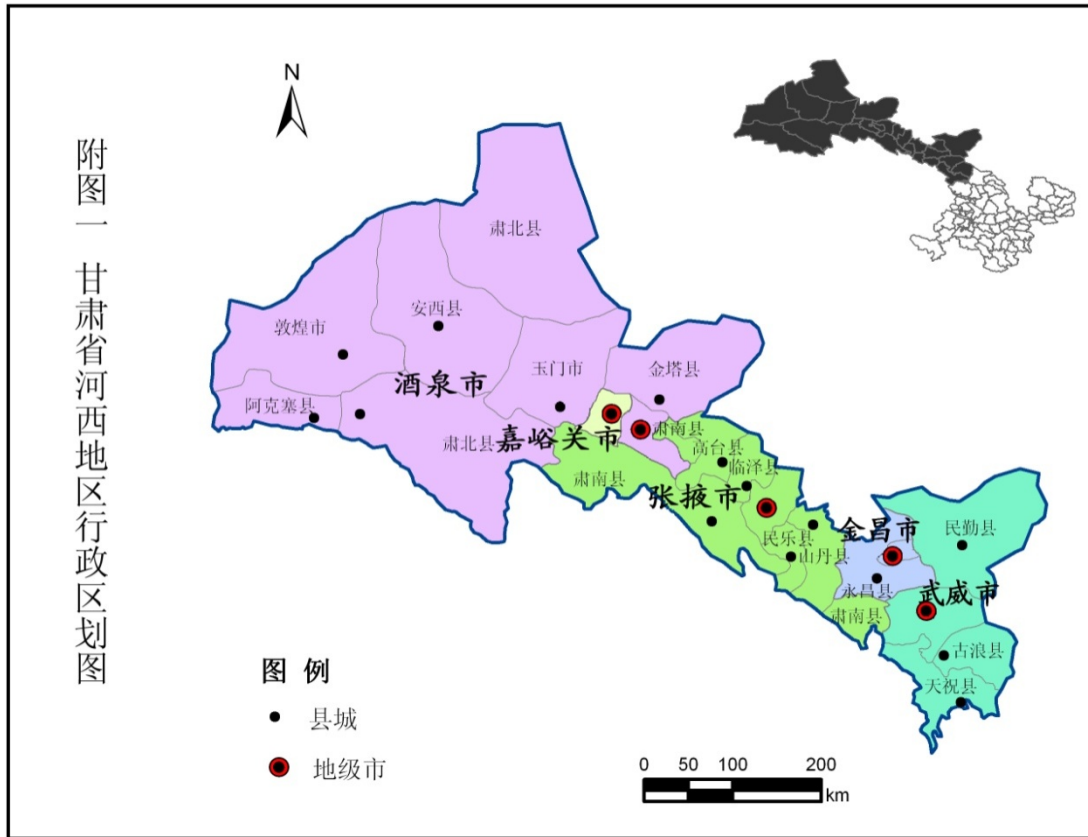 附图一 甘肃省河西地区行政区划图
N
肃北县
安西县
敦煌市
玉门市
金塔县
酒泉市
阿克塞县
肃北县
嘉峪关市
肃南县
高台县
临泽县
肃南县
张掖市
民乐县
山丹县
金昌市
民勤县
永昌县
武威市
肃南县
古浪县
天祝县
图例
县城
地级市
0 50 100 200
km